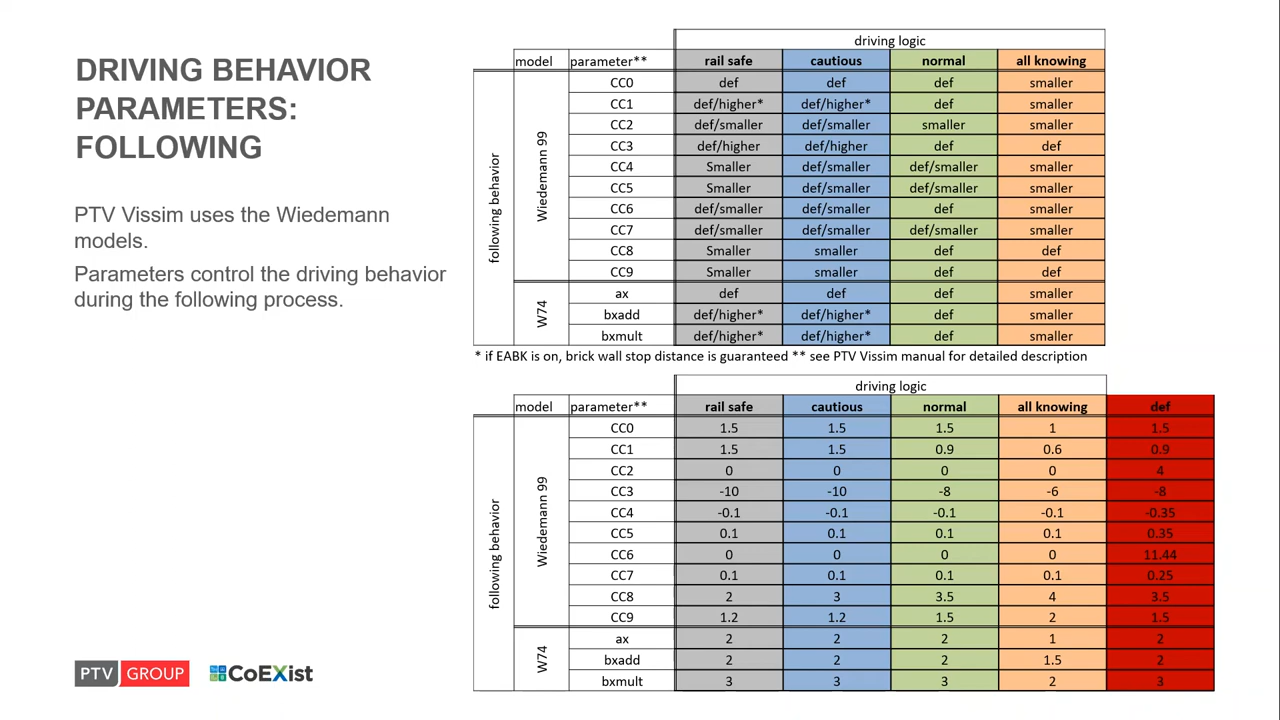 DRIVING BEHAVIOR
PARAMETERS:
FOLLOWING
PTV Vissim uses the Wiedemann
models.
Parameters control the driving behavior
during the following process.
driving logic
model parameter** rail safe cautious normal all knowing
following behavior
Wiedemann 99
CC0 def def def smaller
CC1 def/higher* def/higher* def smaller
CC2 def/smaller def/smaller smaller smaller
CC3 def/higher def/higher def def
CC4 Smaller def/smaller def/smaller smaller
CC5 Smaller def/smaller def/smaller smaller
CC6 def/smaller def/smaller def smaller
CC7 def/smaller def/smaller def/smaller smaller
CC8 Smaller smaller def def
CC9 Smaller smaller def def
W74
ax def def def smaller
bxadd def/higher* def/higher* def smaller
bxmult def/higher* def/higher* def smaller
* if EABK is on, brick wall stop distance is guaranteed ** see PTV Vissim manual for detailed description
driving logic
model parameter** rail safe cautious normal all knowing def
following behavior
Wiedemann 99
CC0 1.5 1.5 1.5 1 1.5
CC1 1.5 1.5 0.9 0.6 0.9
CC2 0 0 0 0 4
CC3 -10 -10 -8 -6 -8
CC4 -0.1 -0.1 -0.1 -0.1 -0.35
CC5 0.1 0.1 0.1 0.1 0.35
CC6 0 0 0 0 11.44
CC7 0.1 0.1 0.1 0.1 0.25
CC8 2 3 3.5 4 3.5
CC9 1.2 1.2 1.5 2 1.5
W74
ax 2 2 2 1 2
bxadd 2 2 2 1.5 2
bxmult 3 3 3 2 3
PTV GROUP
CoEXist